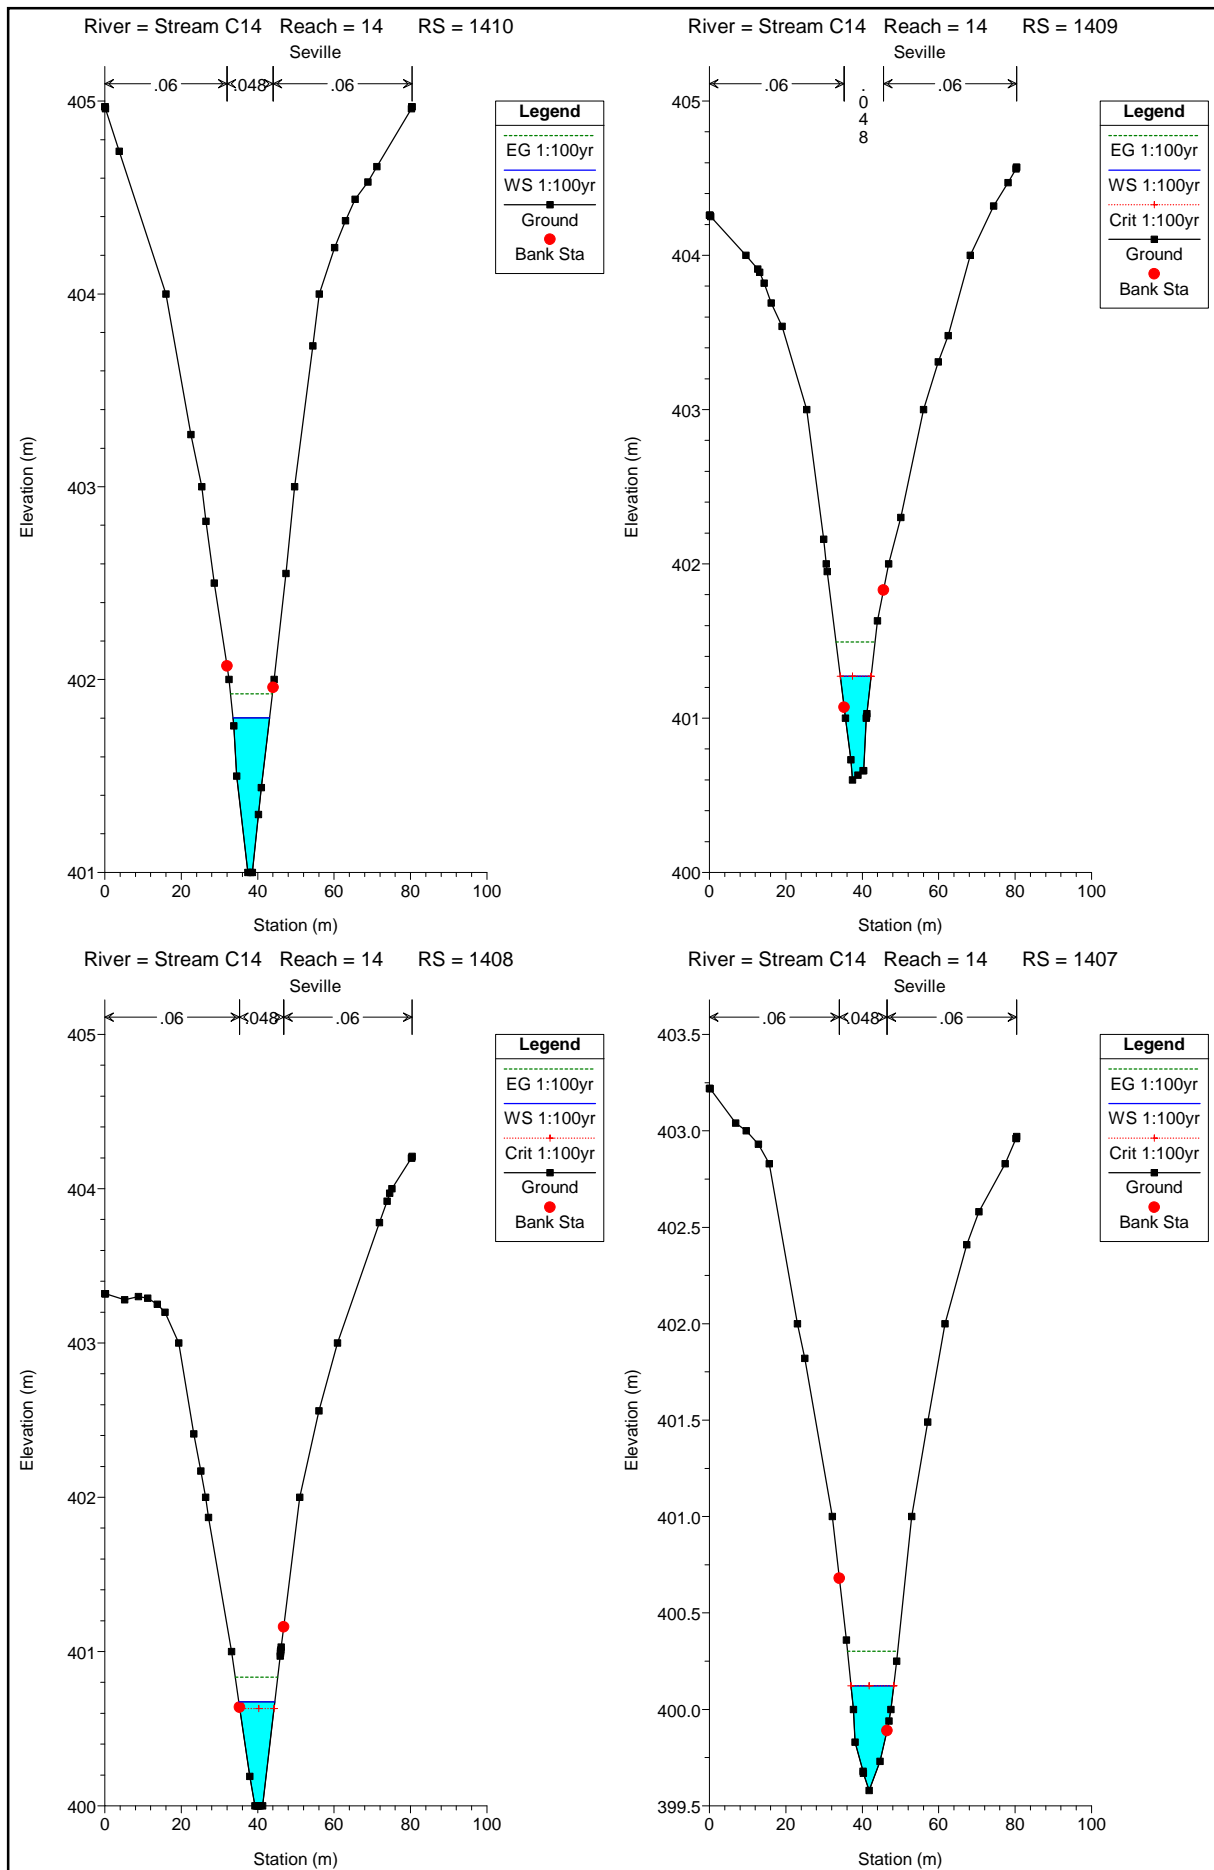 River = Stream C14 Reach = 14 RS = 1410
Seville
.06 .048 .06
405
404
403
402
401
0 20 40 60 80 100
Elevation (m)
Station (m)
Legend
EG 1:100yr
WS 1:100yr
Ground
Bank Sta
River = Stream C14 Reach = 14 RS = 1409
Seville
.06 .048 .06
405
404
403
402
401
400
0 20 40 60 80 100
Elevation (m)
Station (m)
Legend
EG 1:100yr
WS 1:100yr
Crit 1:100yr
Ground
Bank Sta
River = Stream C14 Reach = 14 RS = 1408
Seville
.06 .048 .06
405
404
403
402
401
400
0 20 40 60 80 100
Elevation (m)
Station (m)
Legend
EG 1:100yr
WS 1:100yr
Crit 1:100yr
Ground
Bank Sta
River = Stream C14 Reach = 14 RS = 1407
Seville
.06 .048 .06
403.5
403.0
402.5
402.0
401.5
401.0
400.5
400.0
399.5
0 20 40 60 80 100
Elevation (m)
Station (m)
Legend
EG 1:100yr
WS 1:100yr
Crit 1:100yr
Ground
Bank Sta